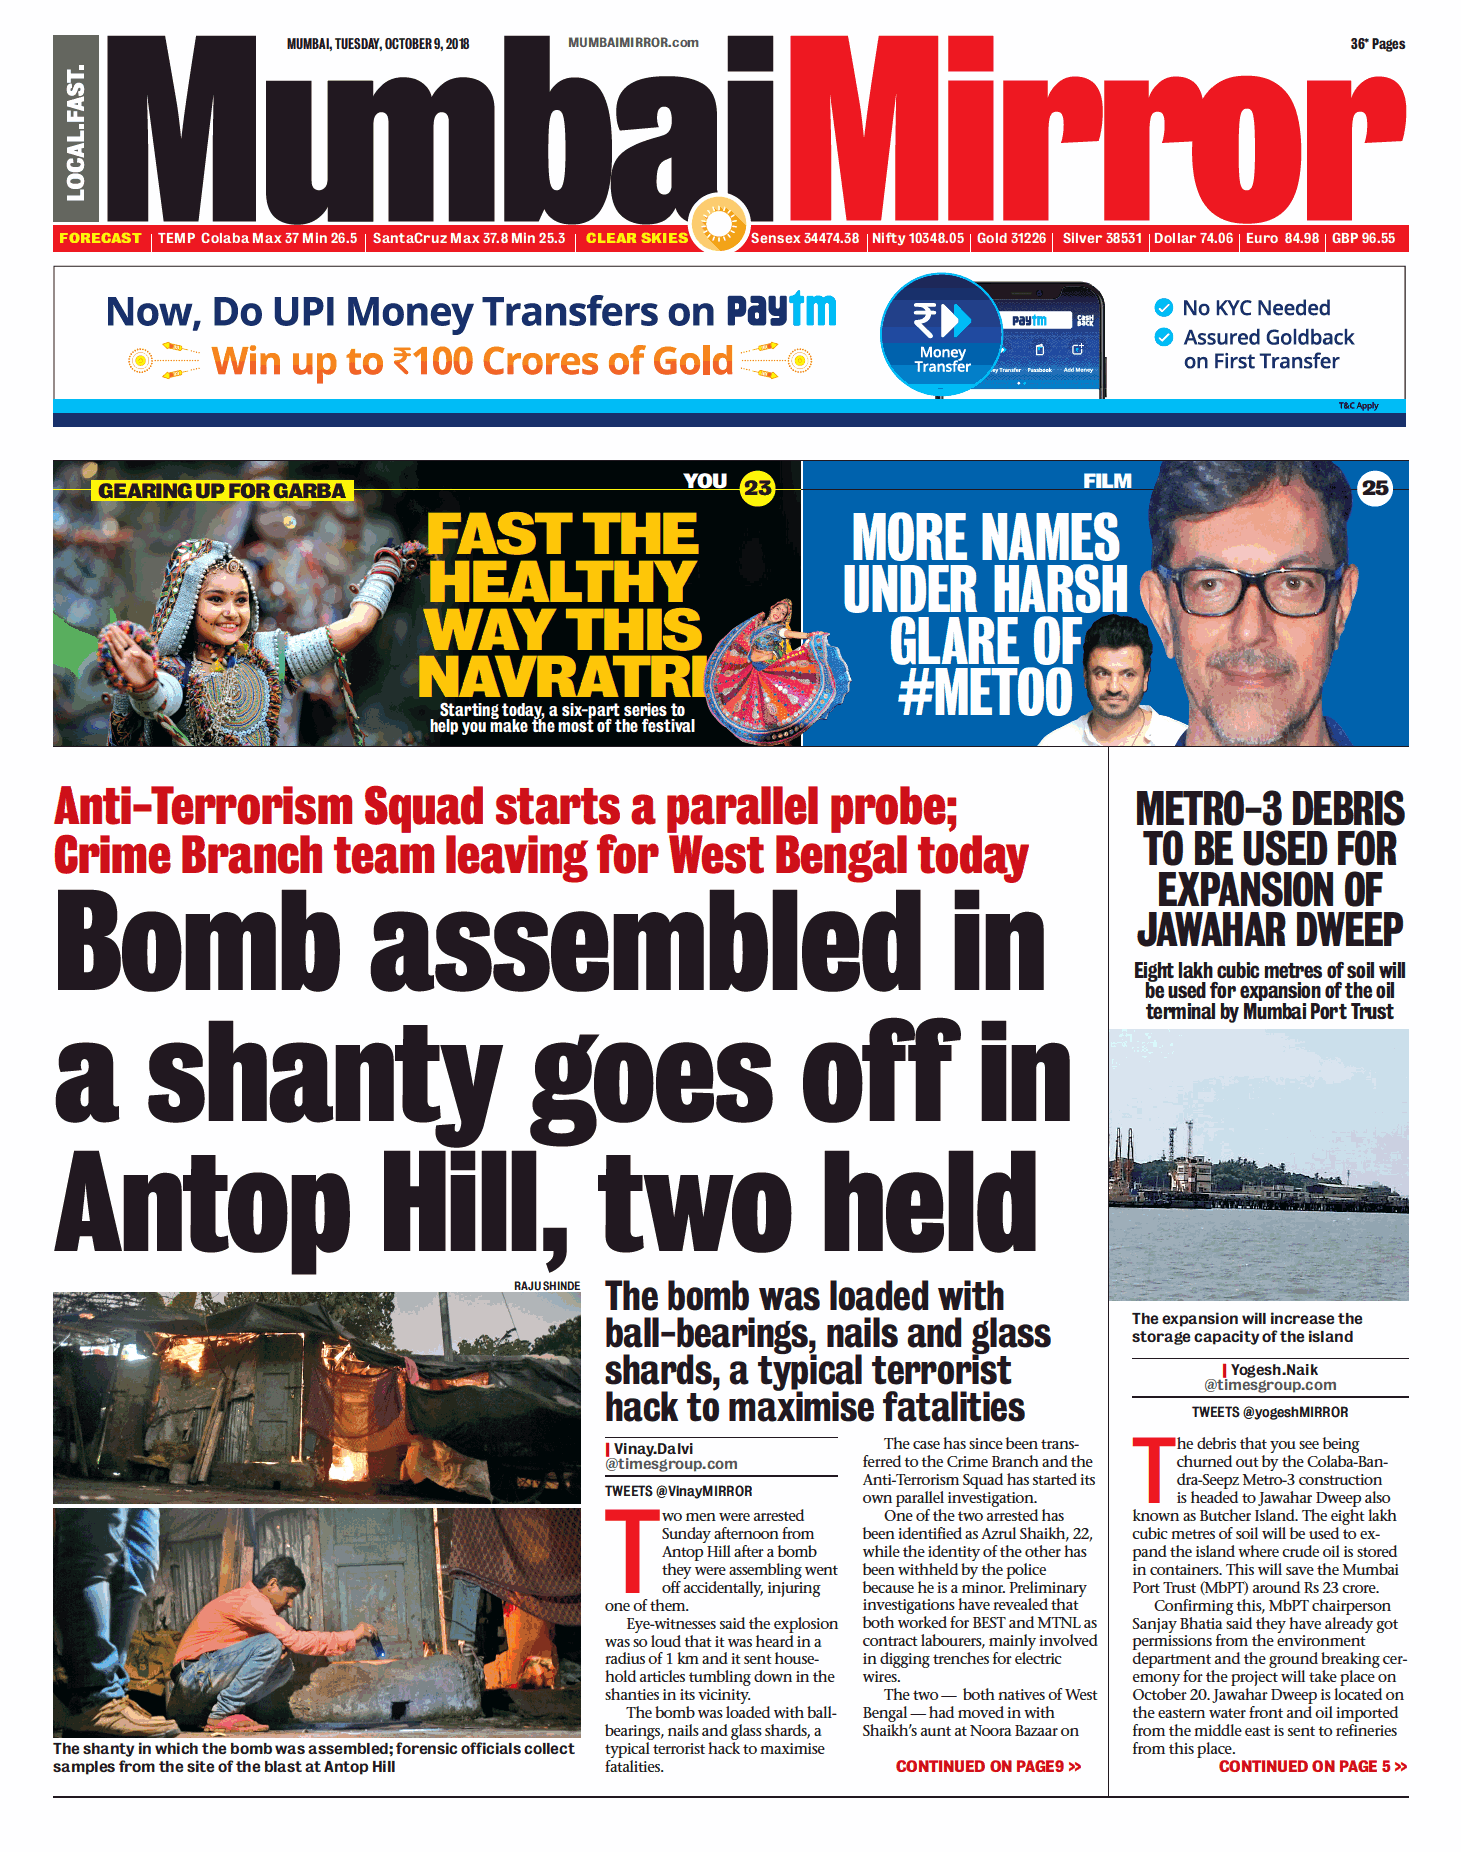 LOCAL.FAST.
MUMBAI, TUESDAY, OCTOBER 9, 2018
MUMBAIMIRROR.com
36* Pages
Mumbai Mirror
FORECAST TEMP Colaba Max 37 Min 26.5 SantaCruz Max 37.8 Min 25.3 CLEAR SKIES Sensex 34474.38 Nifty 10348.05 Gold 31226 Silver 38531 Dollar 74.06 Euro 84.98 GBP 96.55
Now, Do UPI Money Transfers on paytm
Win up to ₹100 Crores of Gold
₹
Money
Transfer
paytm
CASH
BACK
Passbook
Add Money
No KYC Needed
Assured Goldback
on First Transfer
T&C Apply
GEARING UP FOR GARBA
YOU 23
FAST THE
HEALTHY
WAY THIS
NAVRATRI
Starting today, a six-part series to
help you make the most of the festival
FILM
25
MORE NAMES
UNDER HARSH
GLARE OF
#METOO
Anti-Terrorism Squad starts a parallel probe;
Crime Branch team leaving for West Bengal today
Bomb assembled in
a shanty goes off in
Antop Hill, two held
RAJU SHINDE
The shanty in which the bomb was assembled; forensic officials collect
samples from the site of the blast at Antop Hill
The bomb was loaded with
ball-bearings, nails and glass
shards, a typical terrorist
hack to maximise fatalities
Vinay.Dalvi
@timesgroup.com
TWEETS @VinayMIRROR
Two men were arrested
Sunday afternoon from
Antop Hill after a bomb
they were assembling went
off accidentally, injuring
one of them.
Eye-witnesses said the explosion
was so loud that it was heard in a
radius of 1 km and it sent house-
hold articles tumbling down in the
shanties in its vicinity.
The bomb was loaded with ball-
bearings, nails and glass shards, a
typical terrorist hack to maximise
fatalities.
The case has since been trans-
ferred to the Crime Branch and the
Anti-Terrorism Squad has started its
own parallel investigation.
One of the two arrested has
been identified as Azrul Shaikh, 22,
while the identity of the other has
been withheld by the police
because he is a minor. Preliminary
investigations have revealed that
both worked for BEST and MTNL as
contract labourers, mainly involved
in digging trenches for electric
wires.
The two — both natives of West
Bengal — had moved in with
Shaikh's aunt at Noora Bazaar on
CONTINUED ON PAGE9 »
METRO-3 DEBRIS
TO BE USED FOR
EXPANSION OF
JAWAHAR DWEEP
Eight lakh cubic metres of soil will
be used for expansion of the oil
terminal by Mumbai Port Trust
The expansion will increase the
storage capacity of the island
Yogesh.Naik
@timesgroup.com
TWEETS @yogeshMIRROR
The debris that you see being
churned out by the Colaba-Ban-
dra-Seepz Metro-3 construction
is headed to Jawahar Dweep also
known as Butcher Island. The eight lakh
cubic metres of soil will be used to ex-
pand the island where crude oil is stored
in containers. This will save the Mumbai
Port Trust (MbPT) around Rs 23 crore.
Confirming this, MbPT chairperson
Sanjay Bhatia said they have already got
permissions from the environment
department and the ground breaking cer-
emony for the project will take place on
October 20. Jawahar Dweep is located on
the eastern water front and oil imported
from the middle east is sent to refineries
from this place.
CONTINUED ON PAGE 5 »